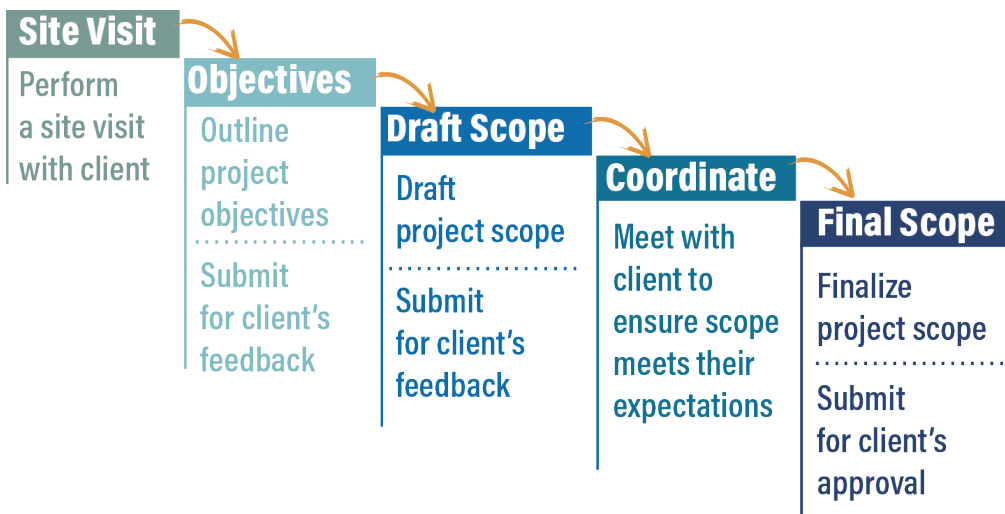 Site Visit
Perform
a site visit
with client
Objectives
Outline
project
objectives
Submit
for client's
feedback
Draft Scope
Draft
project scope
Submit
for client's
feedback
Coordinate
Meet with
client to
ensure scope
meets their
expectations
Final Scope
Finalize
project scope
Submit
for client's
approval